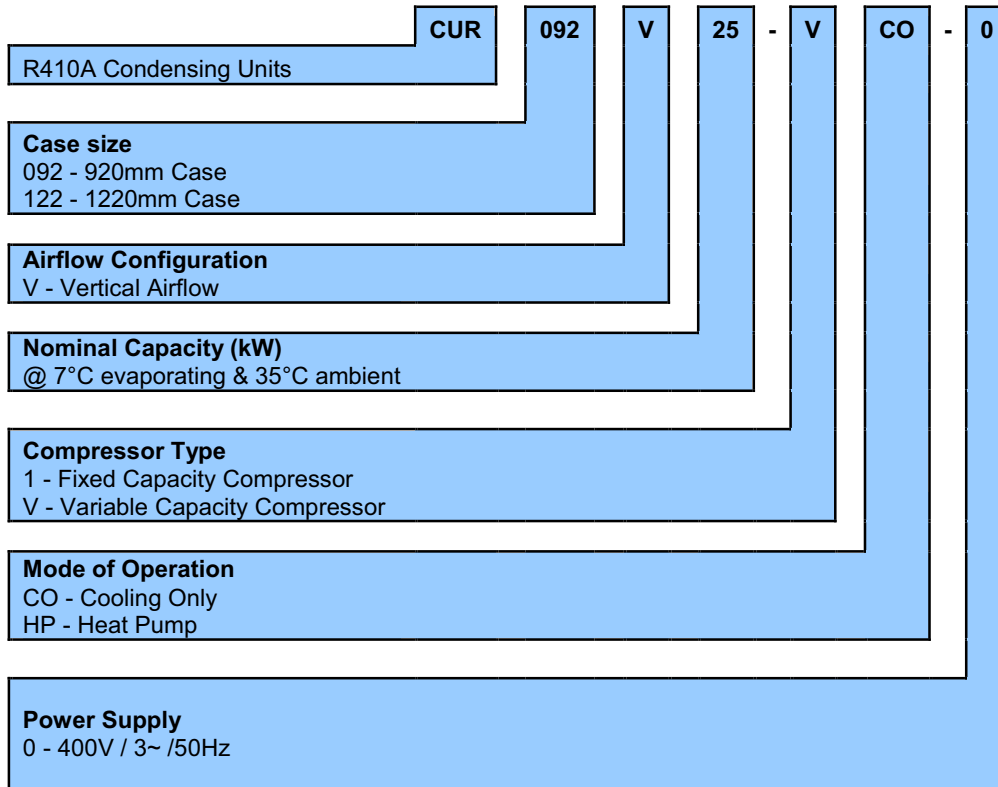 CUR 092 V 25 - V CO - 0
R410A Condensing Units
Case size
092 - 920mm Case
122 - 1220mm Case
Airflow Configuration
V - Vertical Airflow
Nominal Capacity (kW)
@ 7°C evaporating & 35°C ambient
Compressor Type
1 - Fixed Capacity Compressor
V - Variable Capacity Compressor
Mode of Operation
CO - Cooling Only
HP - Heat Pump
Power Supply
0 - 400V / 3~ /50Hz